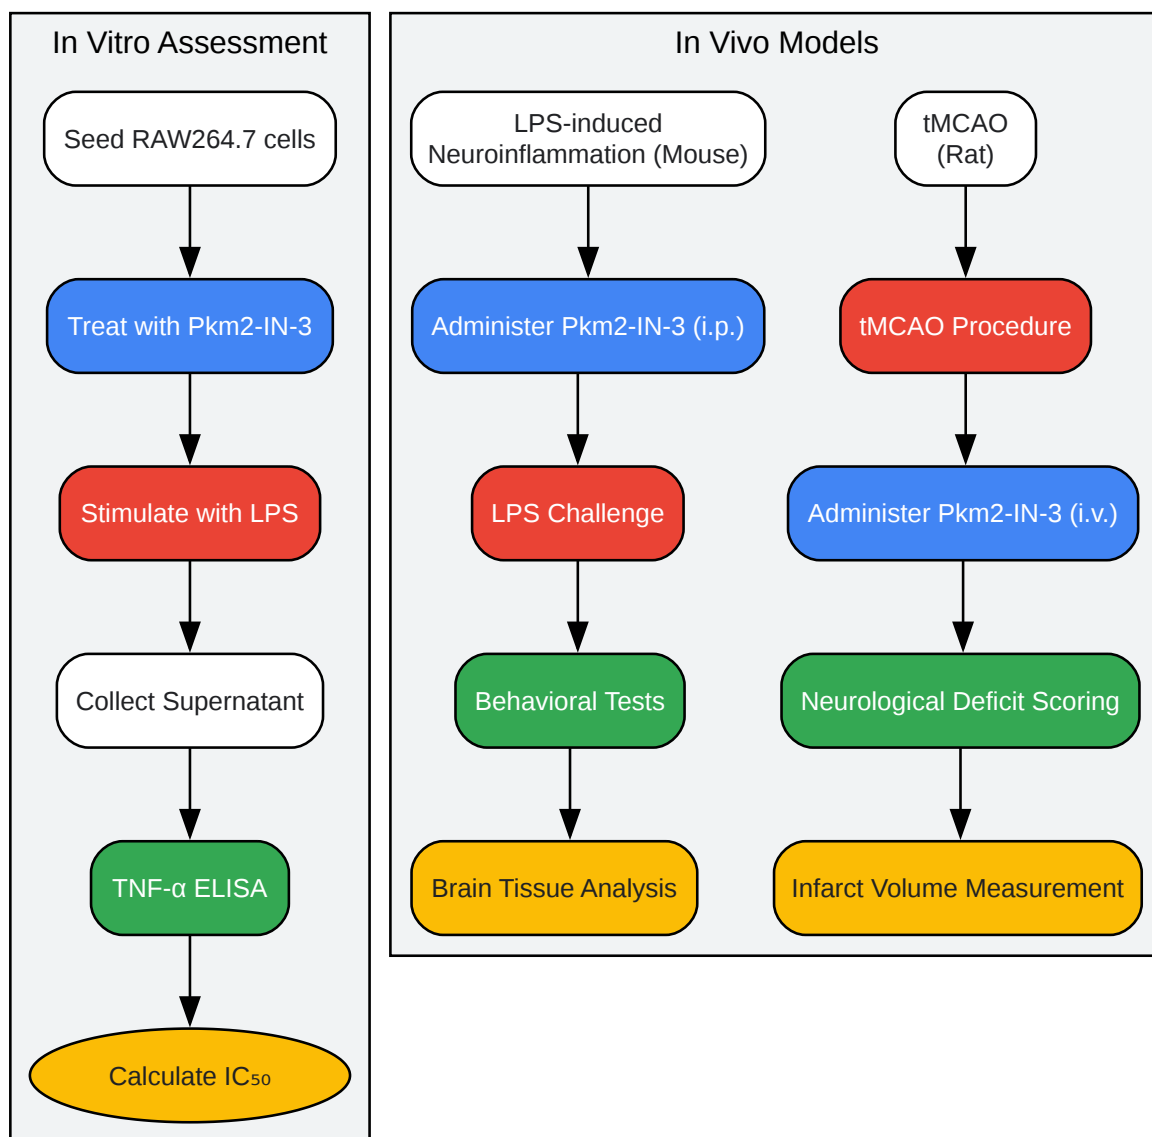 In Vitro Assessment
Seed RAW264.7 cells
Treat with Pkm2-IN-3
Stimulate with LPS
Collect Supernatant
TNF-α ELISA
Calculate IC₅₀
In Vivo Models
LPS-induced
Neuroinflammation (Mouse)
Administer Pkm2-IN-3 (i.p.)
LPS Challenge
Behavioral Tests
Brain Tissue Analysis
tMCAO
(Rat)
tMCAO Procedure
Administer Pkm2-IN-3 (i.v.)
Neurological Deficit Scoring
Infarct Volume Measurement